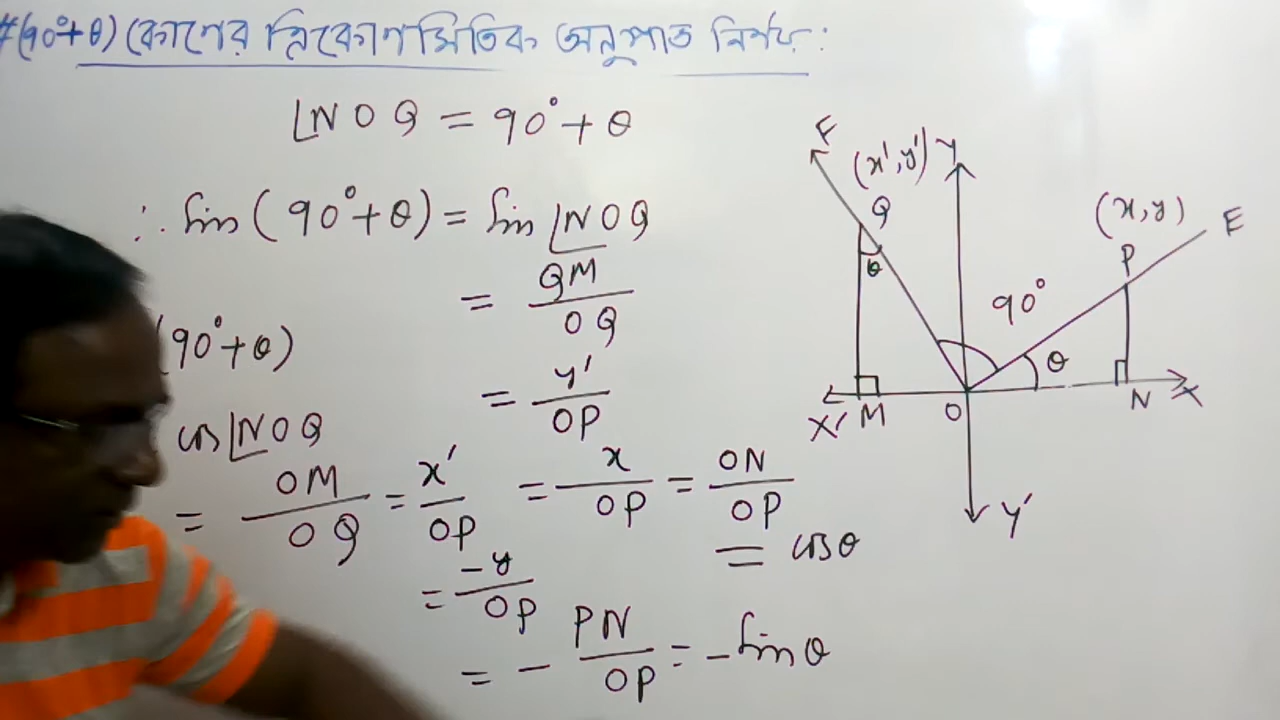 #(90°+θ) কোণের ত্রিকোণমিতিক অনুপাত নির্ণয়:
∠NOQ = 90°+θ
∴ sin(90°+θ) = sin∠NOQ
= QM/OQ
= y'/OP
= x/OP = ON/OP
= cosθ
(90°+θ)
cos∠NOQ
= OM/OQ = x'/OP
= -y/OP
= - PN/OP = -sinθ
F
(x',y')
Y
Q
θ
(x,y)
E
P
90°
θ
X'
M
O
N
X
Y'